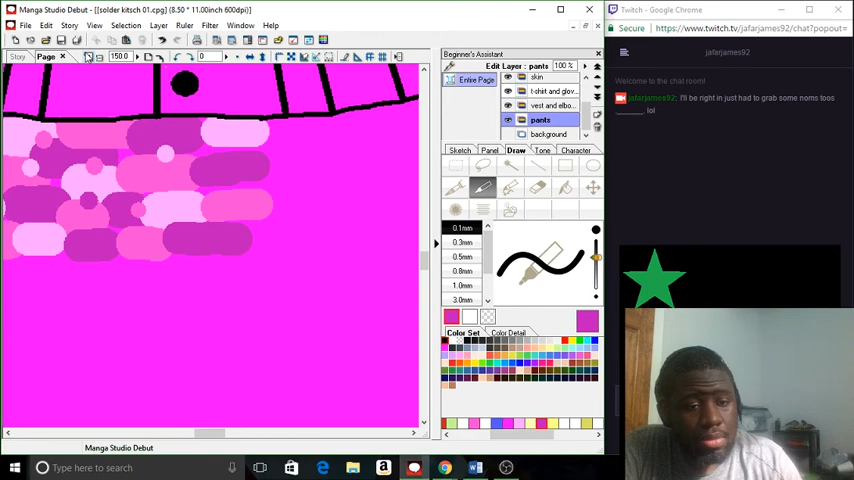 Manga Studio Debut - [[solder kitsch 01.cpg] (8.50 * 11.00inch 600dpi)]
File Edit Story View Selection Layer Filter Window Help
Story Page 150.0 0
Beginner's Assistant
Edit Layer : pants 100 %
Entire Page
skin
t-shirt and glov...
vest and elbo...
pants
background
Sketch Panel Draw Tone Character
0.1mm
0.3mm
0.5mm
0.8mm
1.0mm
3.0mm
Color Set Color Detail
Manga Studio Debut
Type here to search
Twitch - Google Chrome
Secure https://www.twitch.tv/jafarjames92/chat?popout=
jafarjames92
Welcome to the chat room!
jafarjames92: I'll be right in just had to grab some noms toos
_______, lol